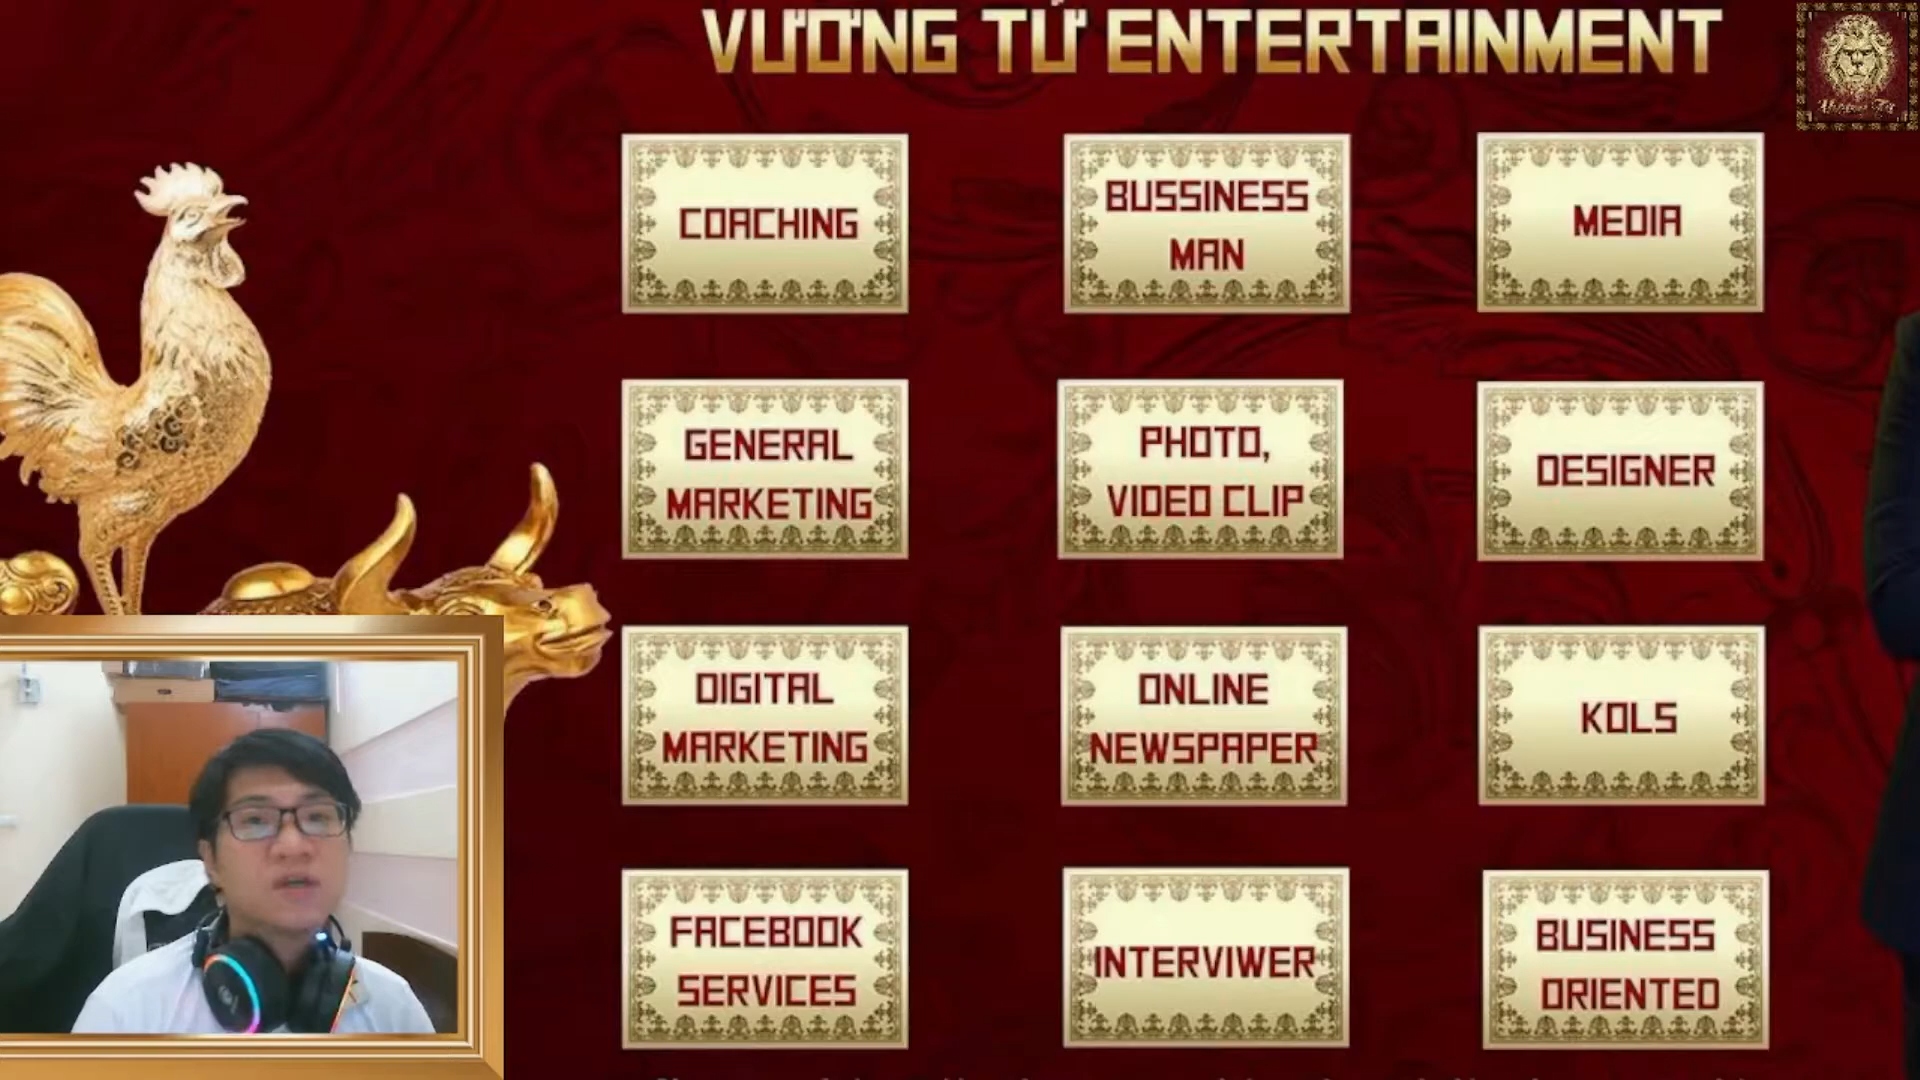 VƯƠNG TỬ ENTERTAINMENT
COACHING
BUSSINESS
MAN
MEDIA
GENERAL
MARKETING
PHOTO,
VIDEO CLIP
DESIGNER
DIGITAL
MARKETING
ONLINE
NEWSPAPER
KOLS
FACEBOOK
SERVICES
INTERVIWER
BUSINESS
ORIENTED